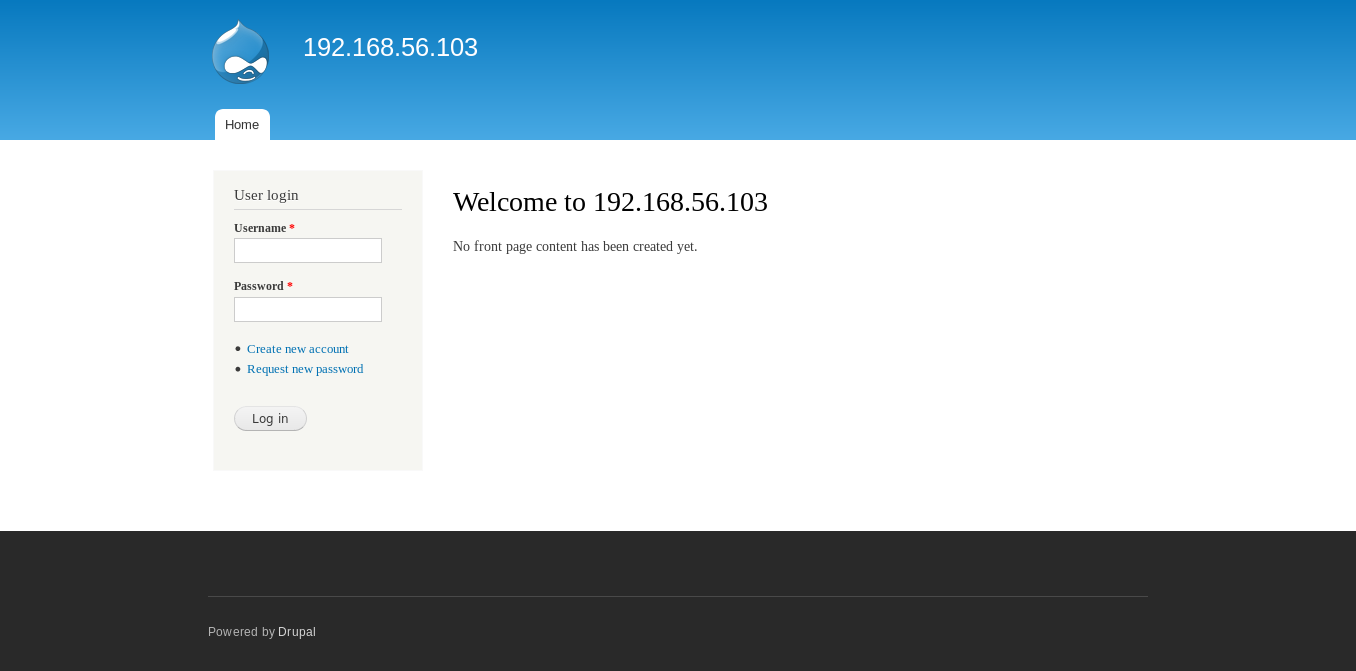 192.168.56.103
Home
User login
Username *
Password *
Create new account
Request new password
Log in
Welcome to 192.168.56.103
No front page content has been created yet.
Powered by Drupal